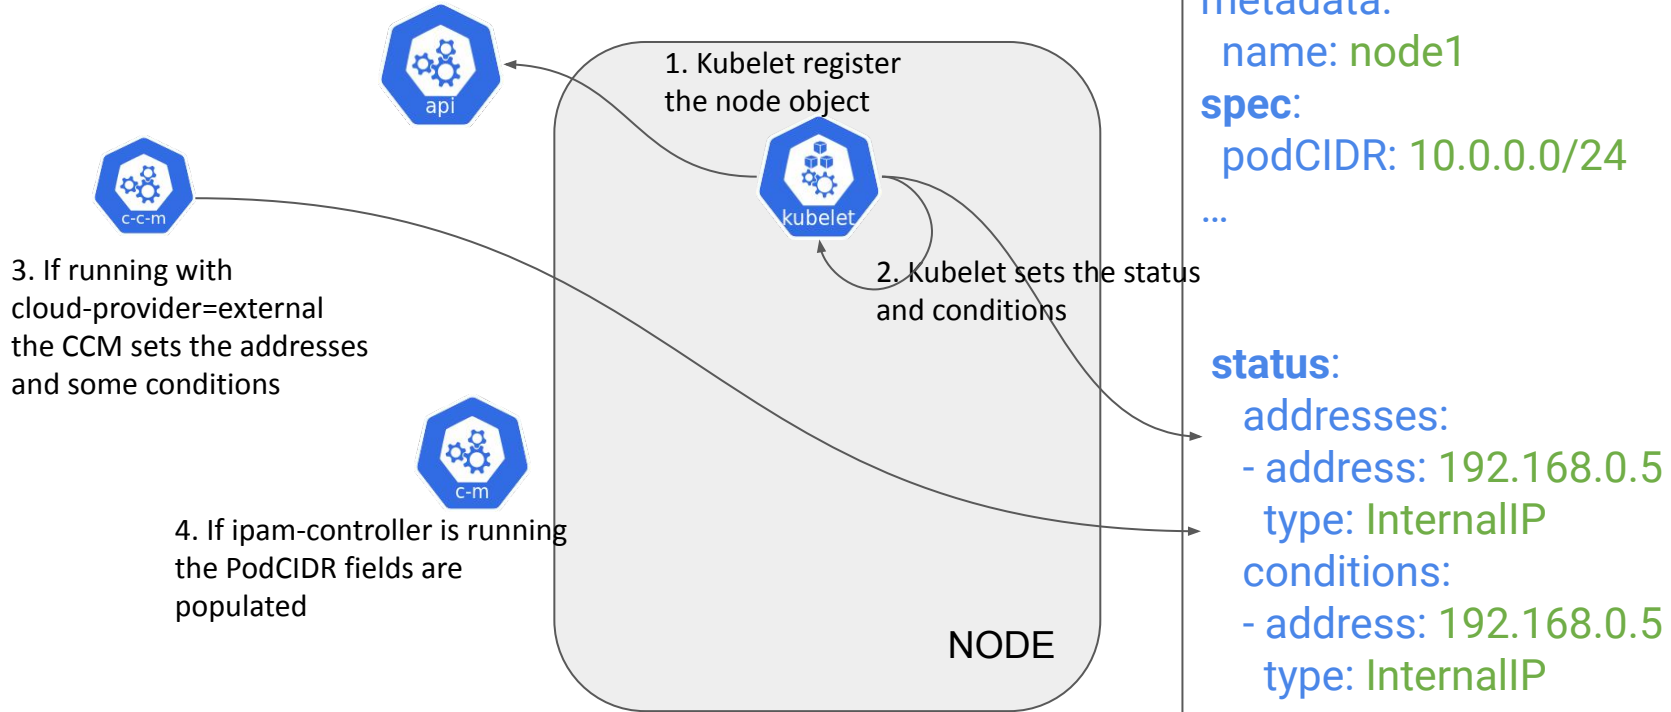 api
1. Kubelet register
the node object
kubelet
c-c-m
2. Kubelet sets the status
and conditions
3. If running with
cloud-provider=external
the CCM sets the addresses
and some conditions
c-m
4. If ipam-controller is running
the PodCIDR fields are
populated
NODE
metadata:
name: node1
spec:
podCIDR: 10.0.0.0/24
...
status:
addresses:
- address: 192.168.0.5
type: InternalIP
conditions:
- address: 192.168.0.5
type: InternalIP